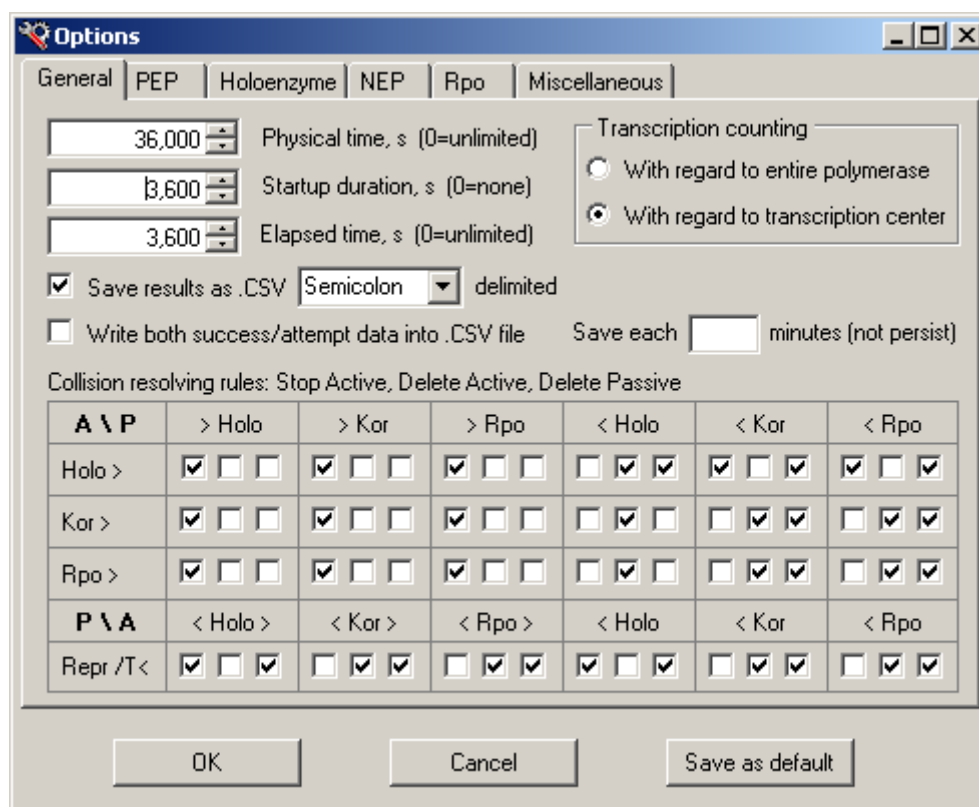 Options
General PEP Holoenzyme NEP Rpo Miscellaneous
36,000 Physical time, s (0=unlimited)
3,600 Startup duration, s (0=none)
3,600 Elapsed time, s (0=unlimited)
Transcription counting
With regard to entire polymerase
With regard to transcription center
Save results as .CSV Semicolon delimited
Write both success/attempt data into .CSV file Save each minutes (not persist)
Collision resolving rules: Stop Active, Delete Active, Delete Passive
A \ P > Holo > Kor > Rpo < Holo < Kor < Rpo
Holo >
Kor >
Rpo >
P \ A < Holo > < Kor > < Rpo > < Holo < Kor < Rpo
Repr /T<
OK Cancel Save as default